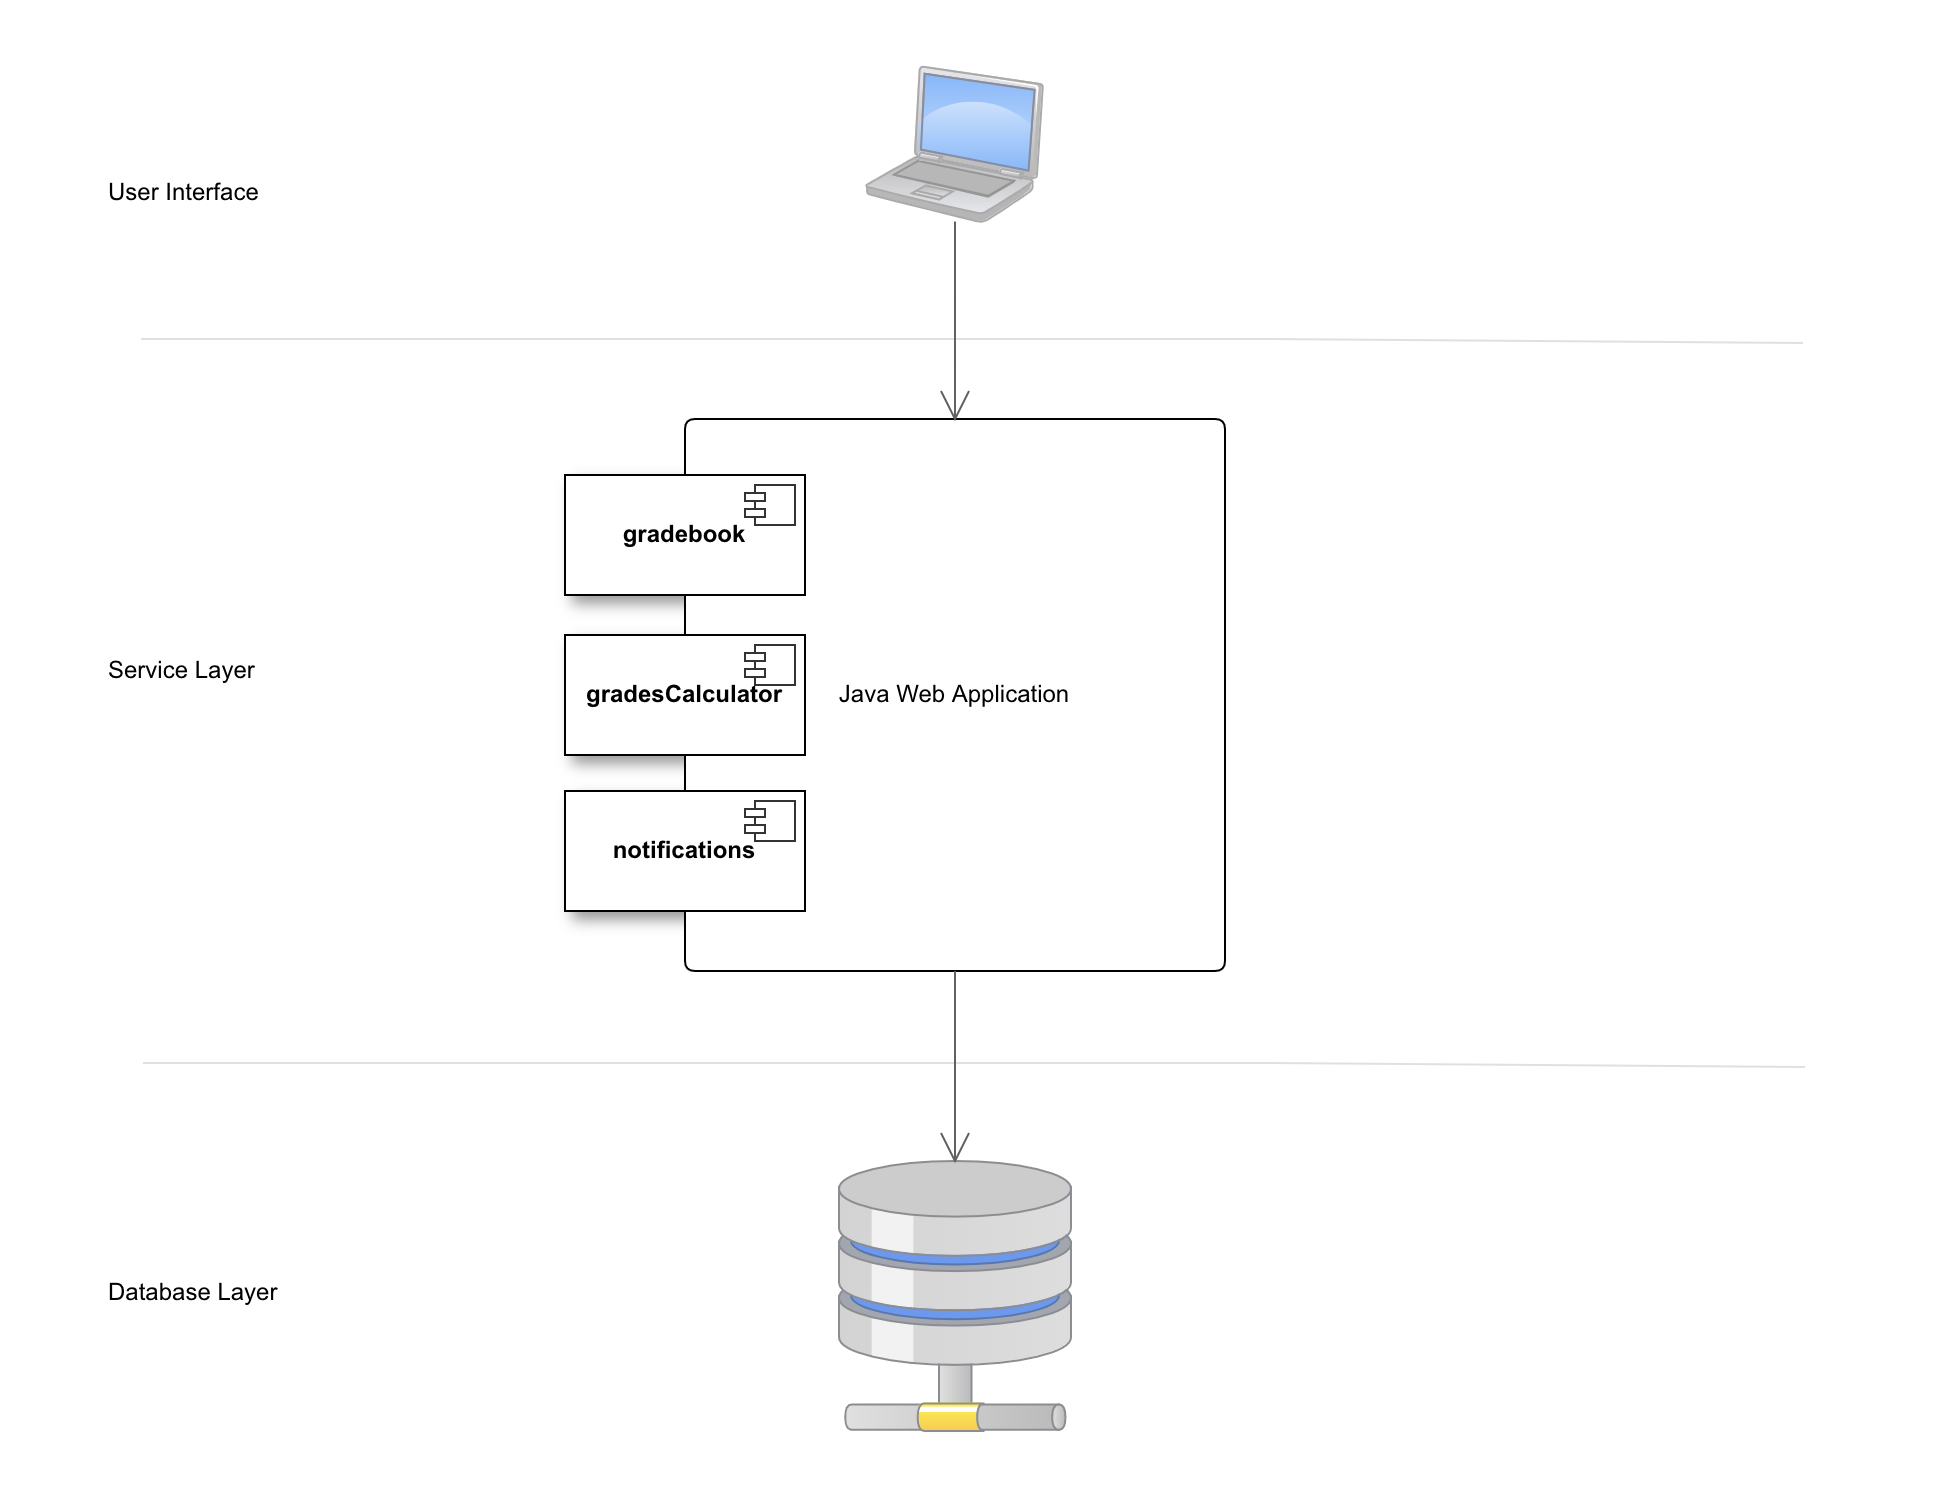 User Interface
gradebook
Service Layer
gradesCalculator
Java Web Application
notifications
Database Layer